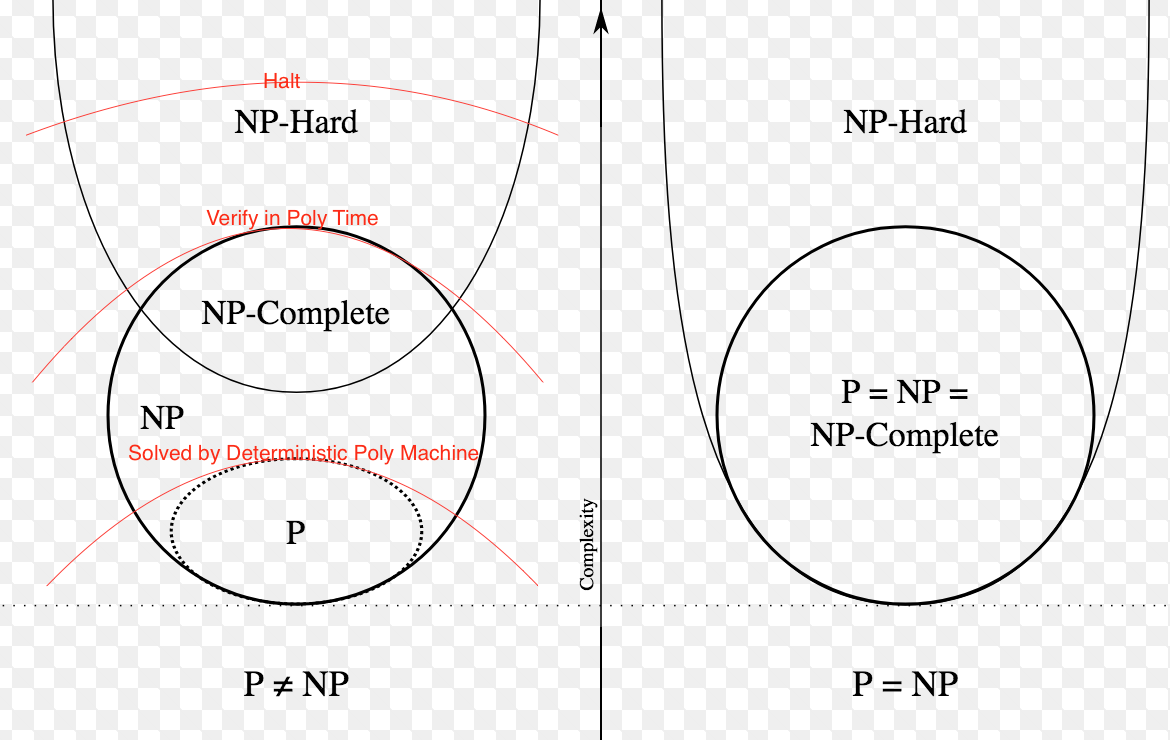 Halt
NP-Hard
Verify in Poly Time
NP-Complete
NP
Solved by Deterministic Poly Machine
P
P ≠ NP
Complexity
NP-Hard
P = NP =
NP-Complete
P = NP